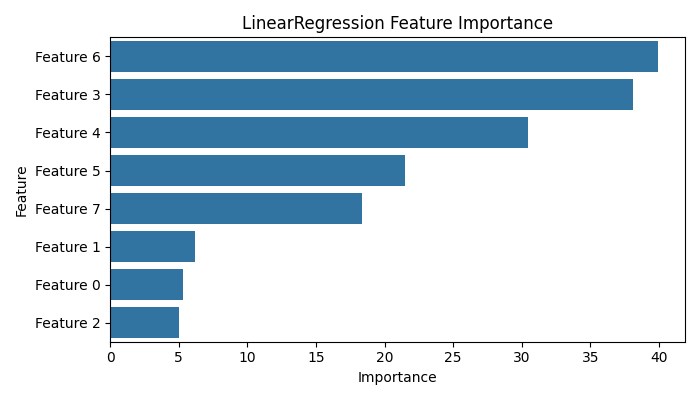 LinearRegression Feature Importance
Feature
Feature 6
Feature 3
Feature 4
Feature 5
Feature 7
Feature 1
Feature 0
Feature 2
0 5 10 15 20 25 30 35 40
Importance